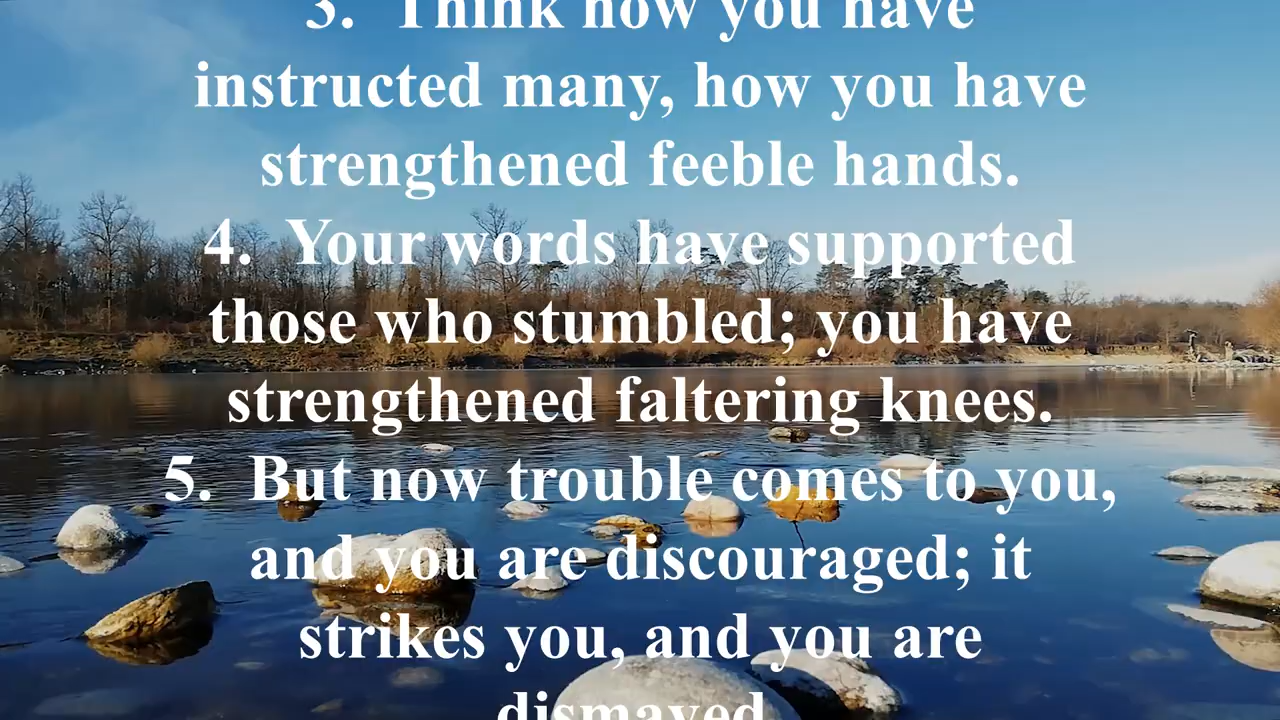 3. Think how you have
instructed many, how you have
strengthened feeble hands.
4. Your words have supported
those who stumbled; you have
strengthened faltering knees.
5. But now trouble comes to you,
and you are discouraged; it
strikes you, and you are
dismayed.